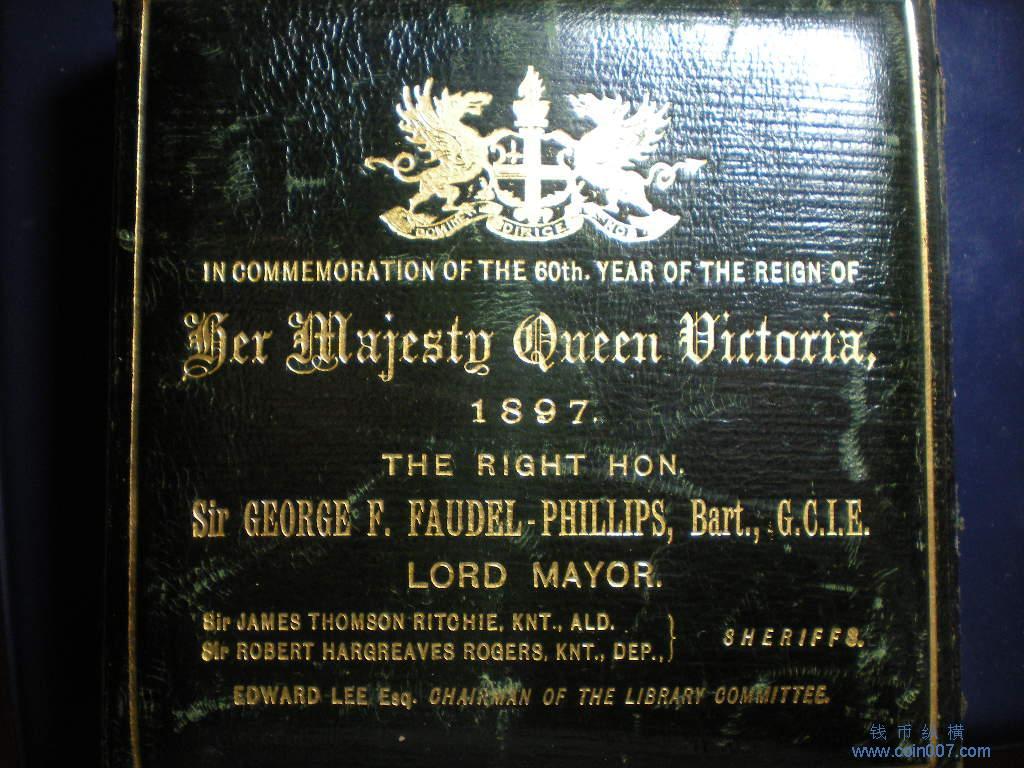 DOMINE DIRIGE NOS
IN COMMEMORATION OF THE 60th. YEAR OF THE REIGN OF
Her Majesty Queen Victoria,
1897.
THE RIGHT HON.
Sir GEORGE F. FAUDEL-PHILLIPS, Bart., G.C.I.E.
LORD MAYOR.
Sir JAMES THOMSON RITCHIE, KNT., ALD.
Sir ROBERT HARGREAVES ROGERS, KNT., DEP., } SHERIFFS.
EDWARD LEE Esq. CHAIRMAN OF THE LIBRARY COMMITTEE.
钱币纵横
www.coin007.com